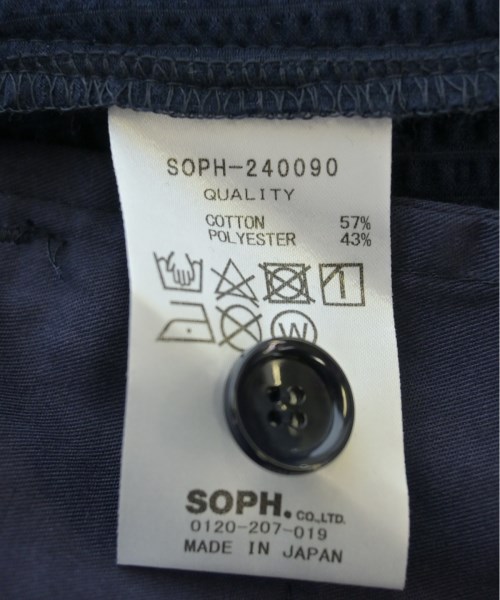 SOPH-240090
QUALITY
COTTON 57%
POLYESTER 43%
W
SOPH. CO.,LTD.
0120-207-019
MADE IN JAPAN